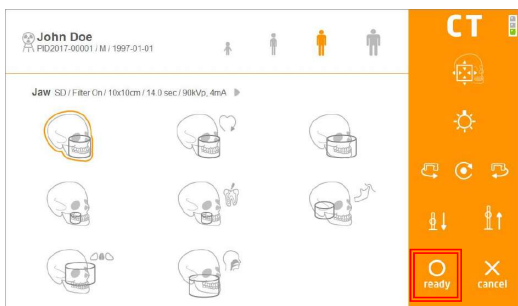 John Doe
PID2017-00001 / M / 1997-01-01
CT
Jaw SD / Filter On / 10x10cm / 14.0 sec / 90kVp, 4mA
ready
cancel